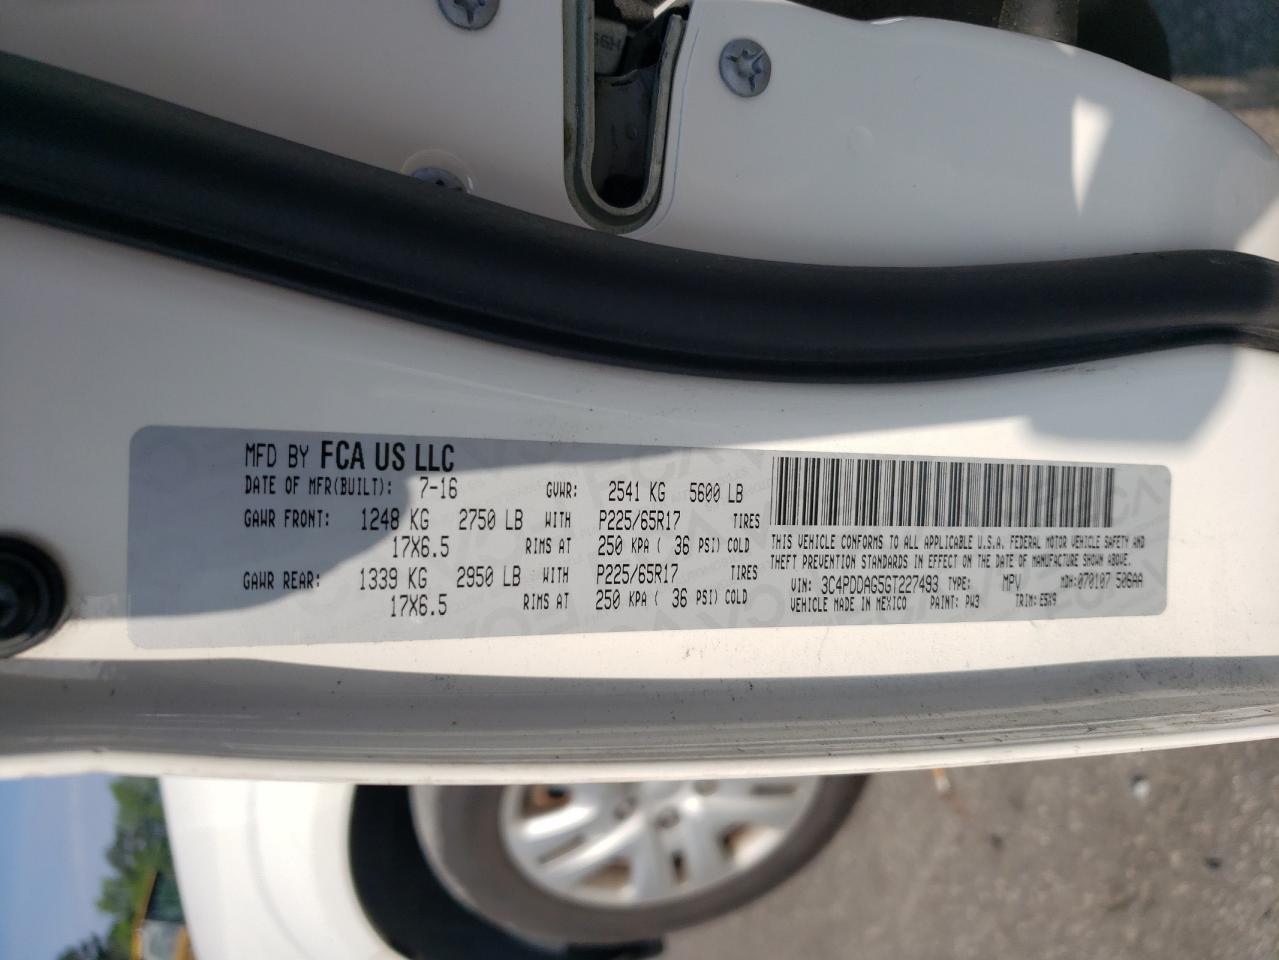 MFD BY FCA US LLC
DATE OF MFR(BUILT): 7-16 GVWR: 2541 KG 5600 LB
GAWR FRONT: 1248 KG 2750 LB WITH P225/65R17 TIRES
17X6.5 RIMS AT 250 KPA ( 36 PSI) COLD
GAWR REAR: 1339 KG 2950 LB WITH P225/65R17 TIRES
17X6.5 RIMS AT 250 KPA ( 36 PSI) COLD
THIS VEHICLE CONFORMS TO ALL APPLICABLE U.S.A. FEDERAL MOTOR VEHICLE SAFETY AND
THEFT PREVENTION STANDARDS IN EFFECT ON THE DATE OF MANUFACTURE SHOWN ABOVE.
VIN: 3C4PDDAG5GT227493 TYPE: MPV MDH: 070107 506AA
VEHICLE MADE IN MEXICO PAINT: PW3 TRIM: E5X9